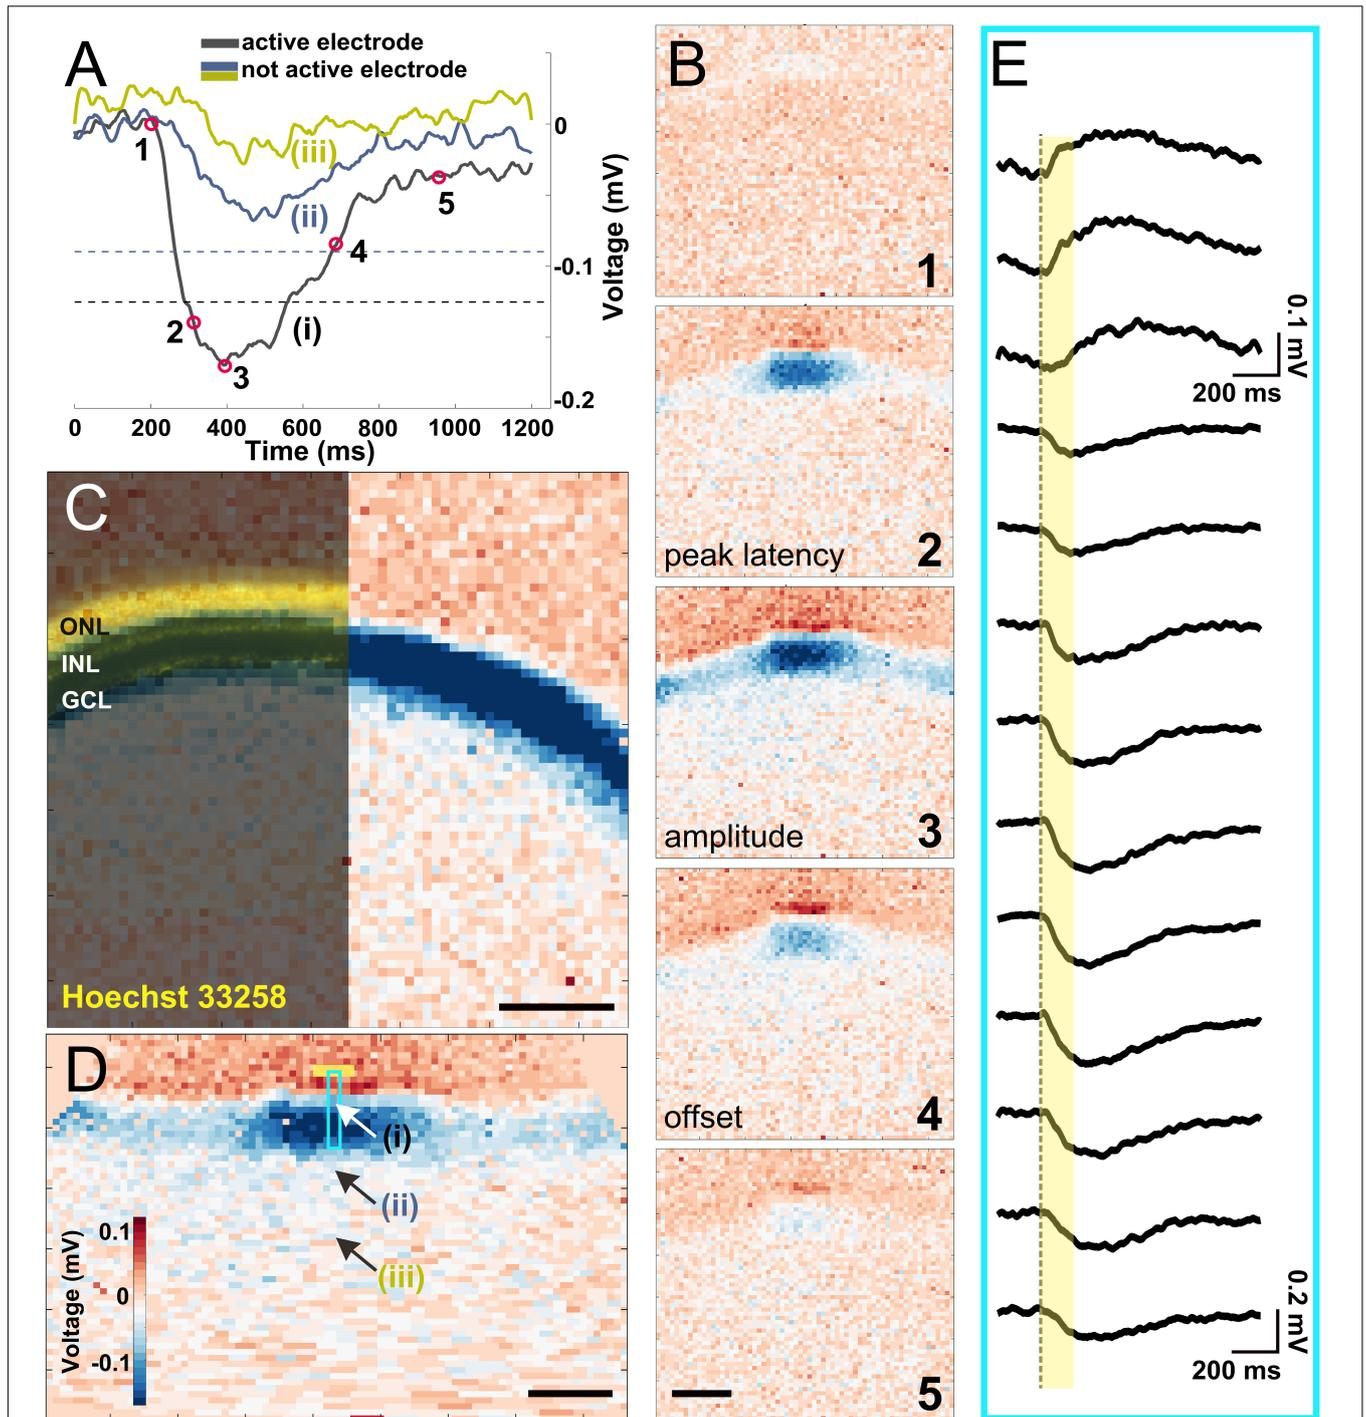 A
active electrode
not active electrode
0
-0.1
-0.2
Voltage (mV)
(iii)
(ii)
(i)
1
2
3
4
5
0 200 400 600 800 1000 1200
Time (ms)
B
1
peak latency 2
amplitude 3
offset 4
5
C
ONL
INL
GCL
Hoechst 33258
D
(i)
(ii)
(iii)
Voltage (mV)
0.1
0
-0.1
E
0.1 mV
200 ms
0.2 mV
200 ms